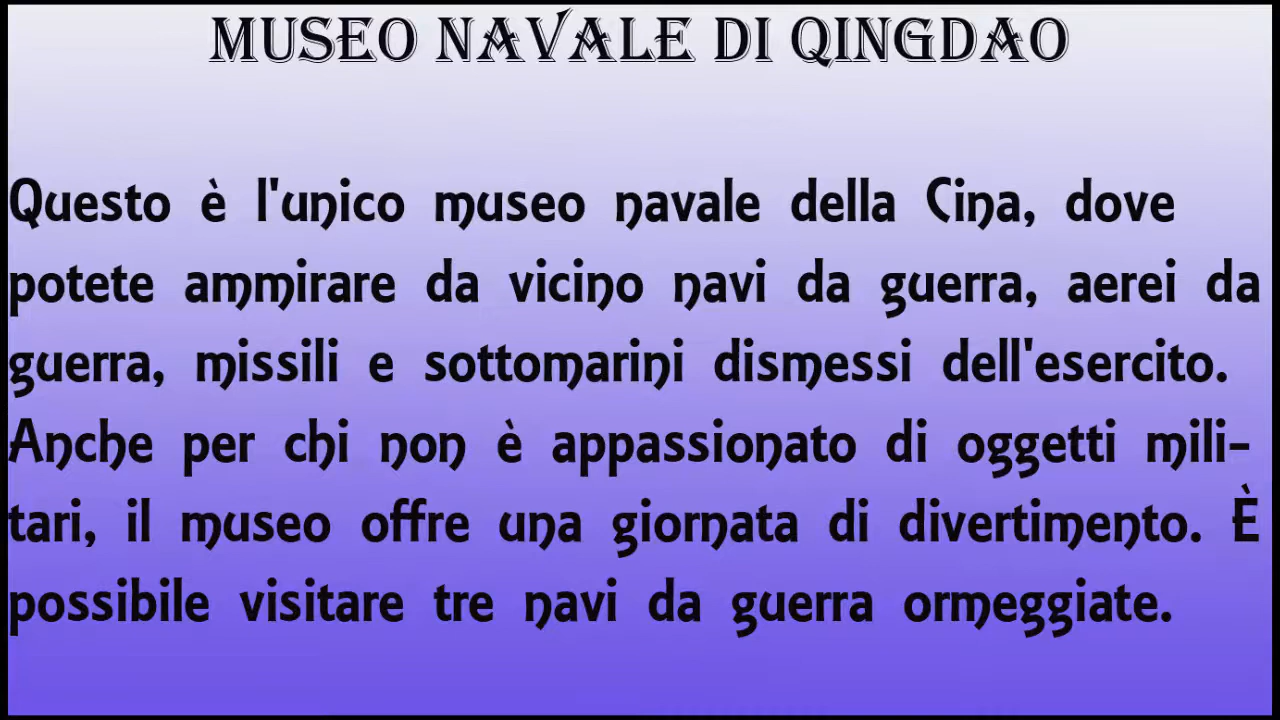 MUSEO NAVALE DI QINGDAO
Questo è l'unico museo navale della Cina, dove
potete ammirare da vicino navi da guerra, aerei da
guerra, missili e sottomarini dismessi dell'esercito.
Anche per chi non è appassionato di oggetti mili-
tari, il museo offre una giornata di divertimento. È
possibile visitare tre navi da guerra ormeggiate.